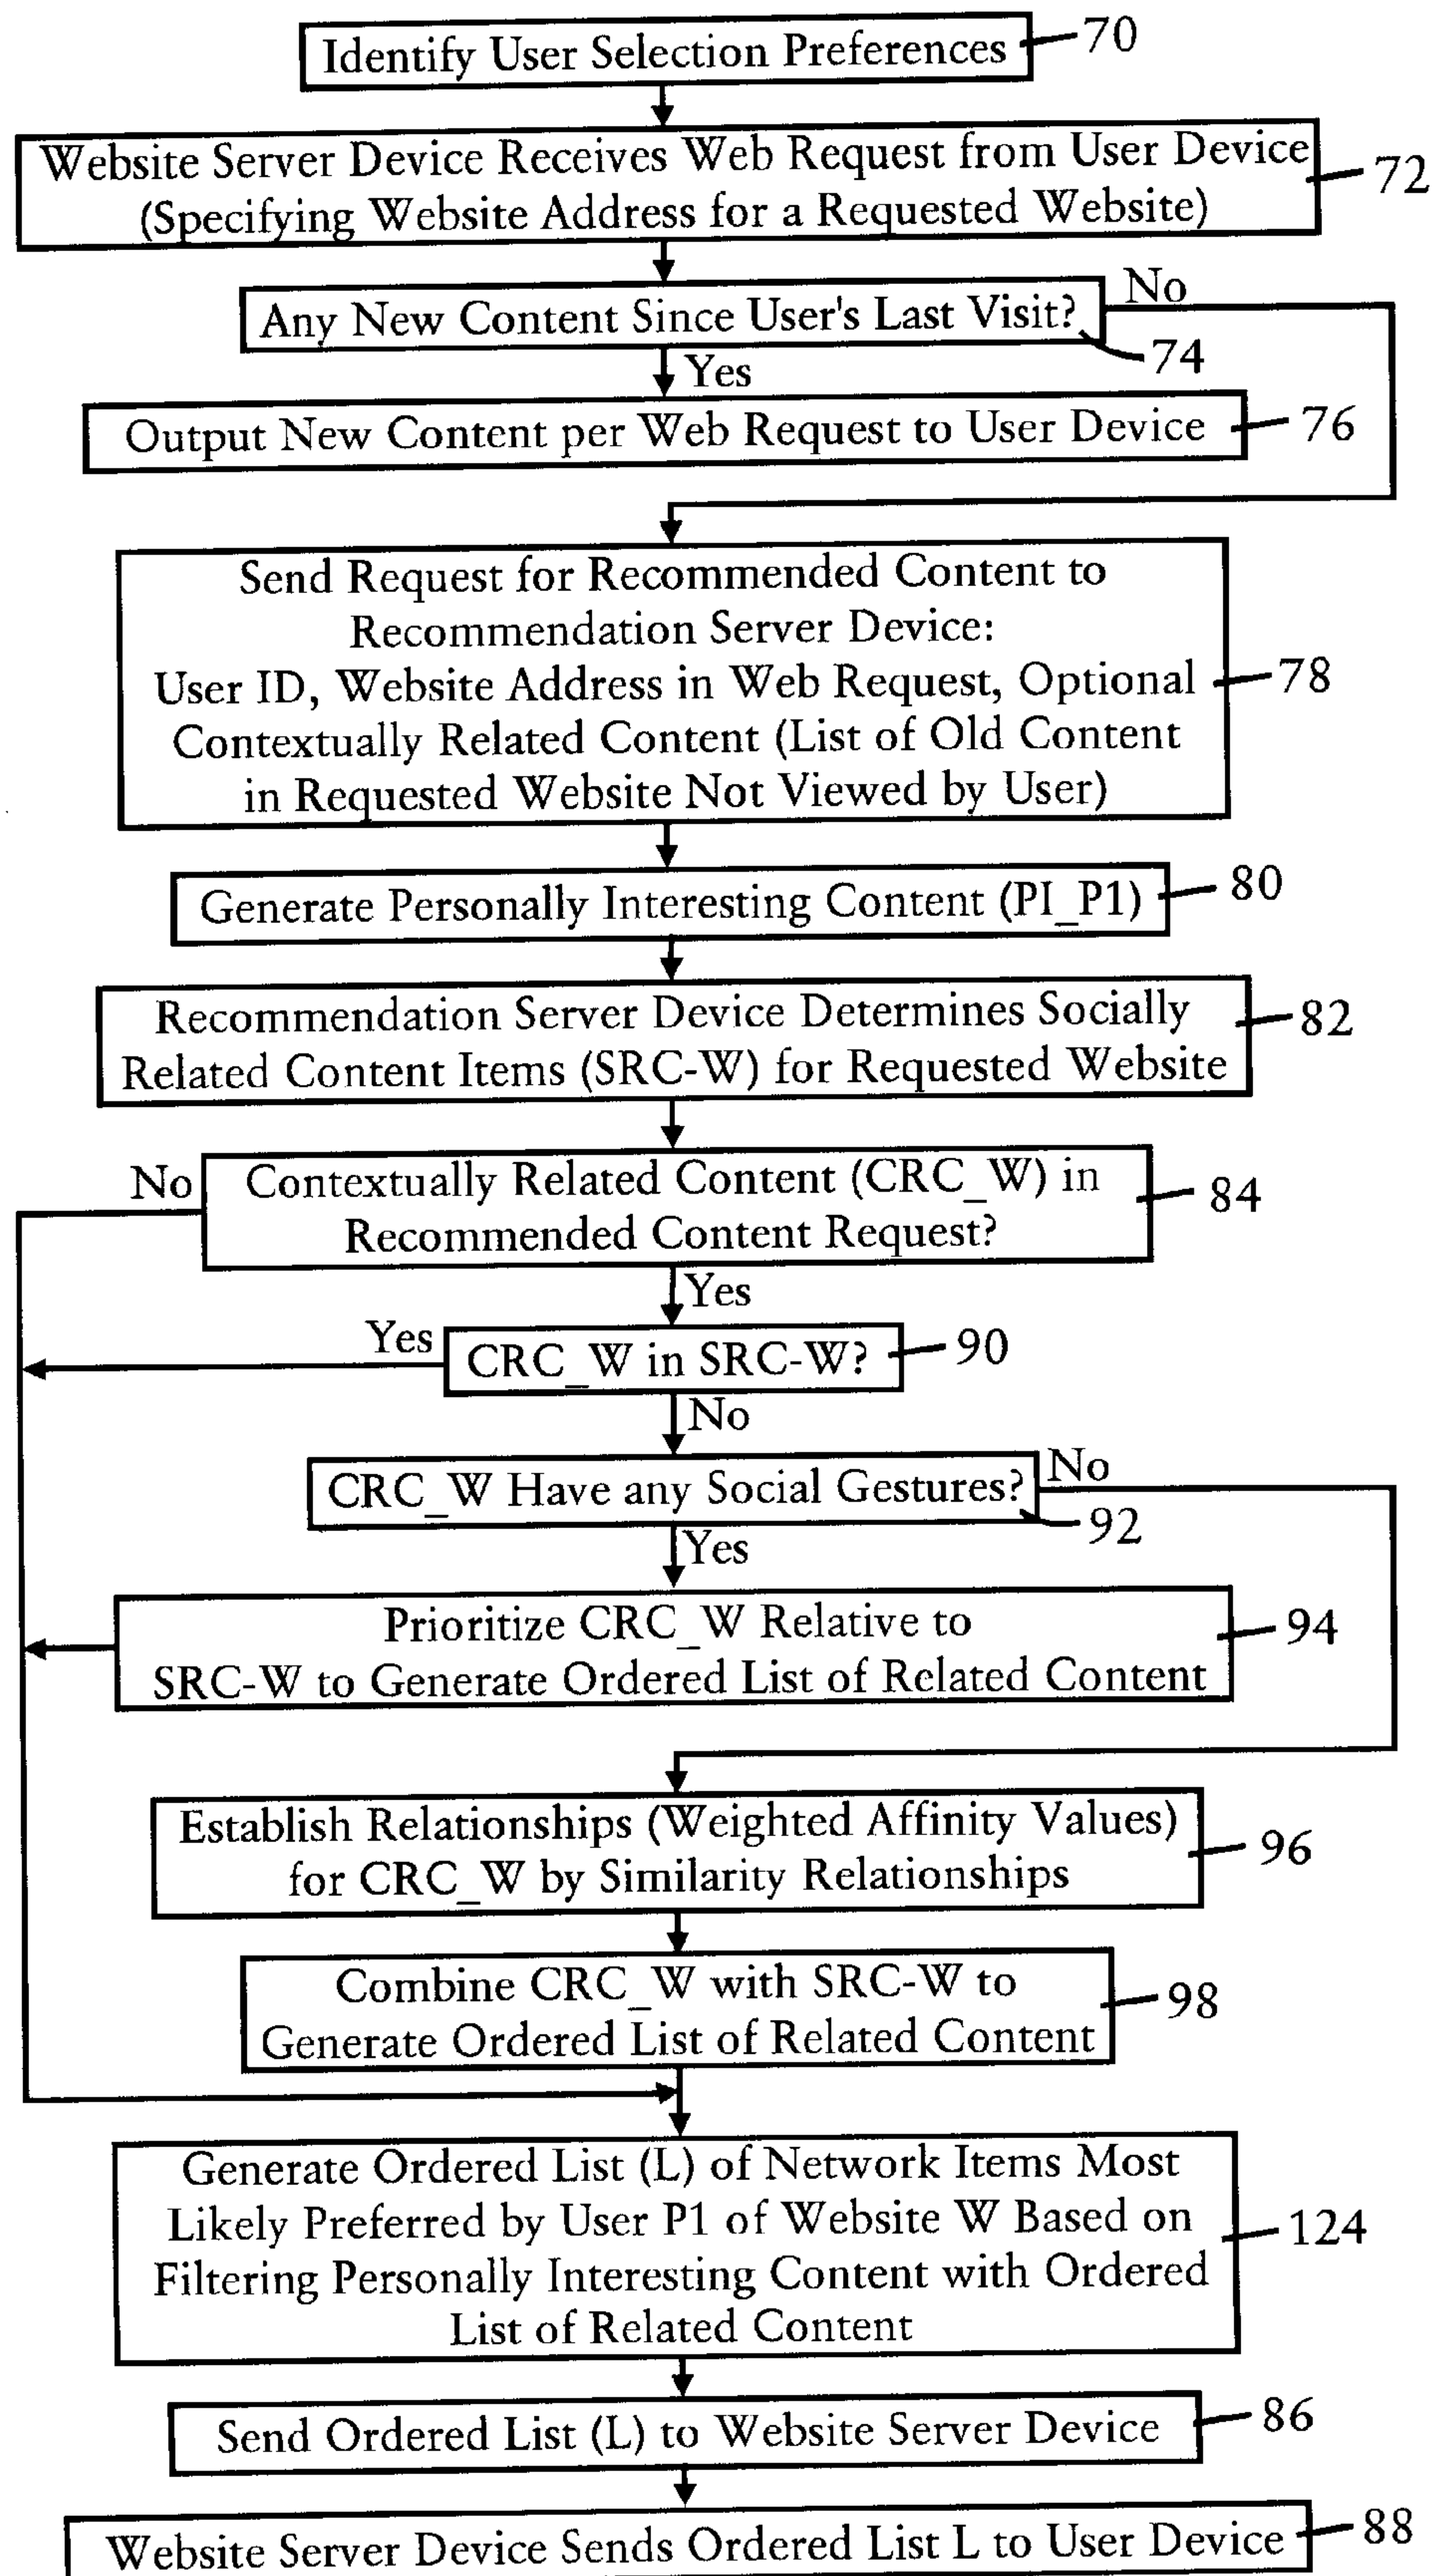 Identify User Selection Preferences
70
Website Server Device Receives Web Request from User Device
(Specifying Website Address for a Requested Website)
72
Any New Content Since User's Last Visit?
No
74
Yes
Output New Content per Web Request to User Device
76
Send Request for Recommended Content to
Recommendation Server Device:
User ID, Website Address in Web Request, Optional
Contextually Related Content (List of Old Content
in Requested Website Not Viewed by User)
78
Generate Personally Interesting Content (PI_P1)
80
Recommendation Server Device Determines Socially
Related Content Items (SRC-W) for Requested Website
82
No
Contextually Related Content (CRC_W) in
Recommended Content Request?
84
Yes
Yes
CRC_W in SRC-W?
90
No
CRC_W Have any Social Gestures?
No
92
Yes
Prioritize CRC_W Relative to
SRC-W to Generate Ordered List of Related Content
94
Establish Relationships (Weighted Affinity Values)
for CRC_W by Similarity Relationships
96
Combine CRC_W with SRC-W to
Generate Ordered List of Related Content
98
Generate Ordered List (L) of Network Items Most
Likely Preferred by User P1 of Website W Based on
Filtering Personally Interesting Content with Ordered
List of Related Content
124
Send Ordered List (L) to Website Server Device
86
Website Server Device Sends Ordered List L to User Device
88